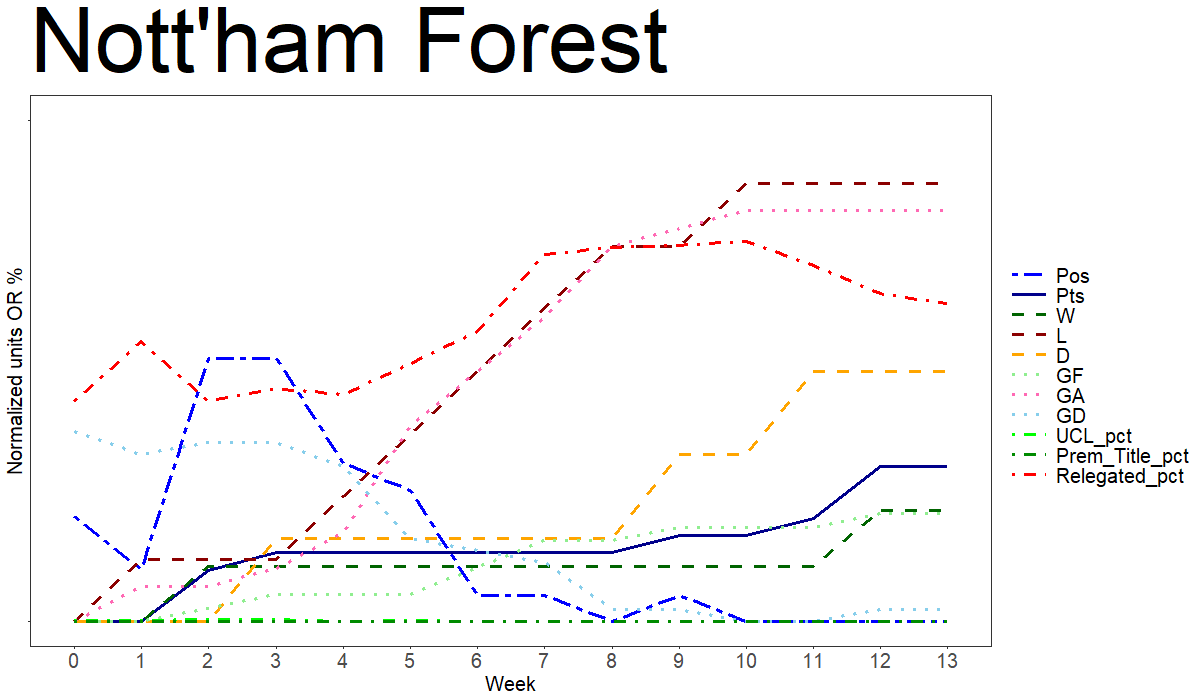 Nott'ham Forest
Normalized units OR %
Pos
Pts
W
L
D
GF
GA
GD
UCL_pct
Prem_Title_pct
Relegated_pct
0 1 2 3 4 5 6 7 8 9 10 11 12 13
Week